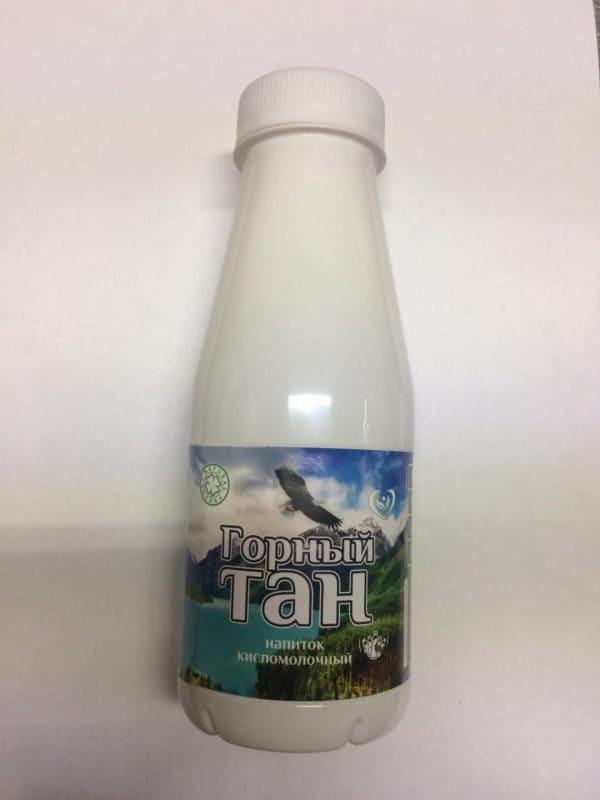 Горный
тан
напиток
кисломолочный